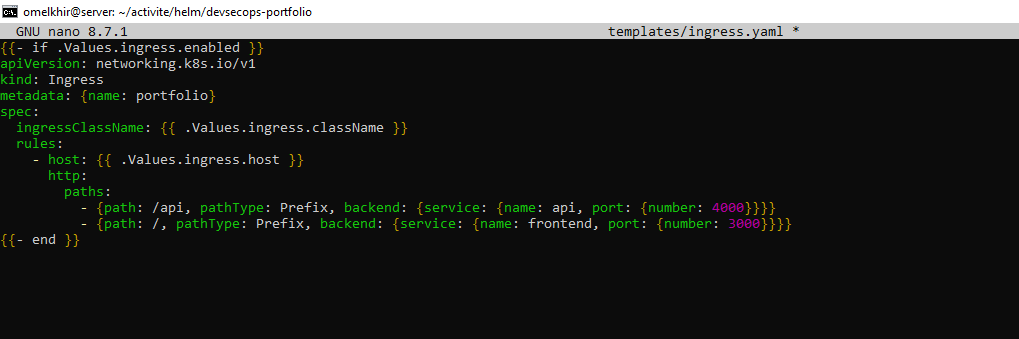 omelkhir@server: ~/activite/helm/devsecops-portfolio
GNU nano 8.7.1 templates/ingress.yaml *
{{- if .Values.ingress.enabled }}
apiVersion: networking.k8s.io/v1
kind: Ingress
metadata: {name: portfolio}
spec:
  ingressClassName: {{ .Values.ingress.className }}
  rules:
    - host: {{ .Values.ingress.host }}
      http:
        paths:
          - {path: /api, pathType: Prefix, backend: {service: {name: api, port: {number: 4000}}}}
          - {path: /, pathType: Prefix, backend: {service: {name: frontend, port: {number: 3000}}}}
{{- end }}